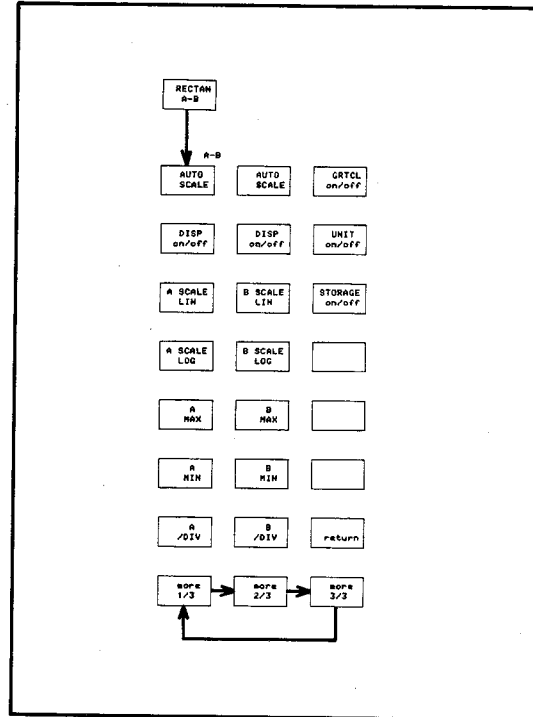 RECTAN
A-B
A-B
AUTO
SCALE
AUTO
SCALE
GRTCL
on/off
DISP
on/off
DISP
on/off
UNIT
on/off
A SCALE
LIN
B SCALE
LIN
STORAGE
on/off
A SCALE
LOG
B SCALE
LOG
A
MAX
B
MAX
A
MIN
B
MIN
A
/DIV
B
/DIV
return
more
1/3
more
2/3
more
3/3